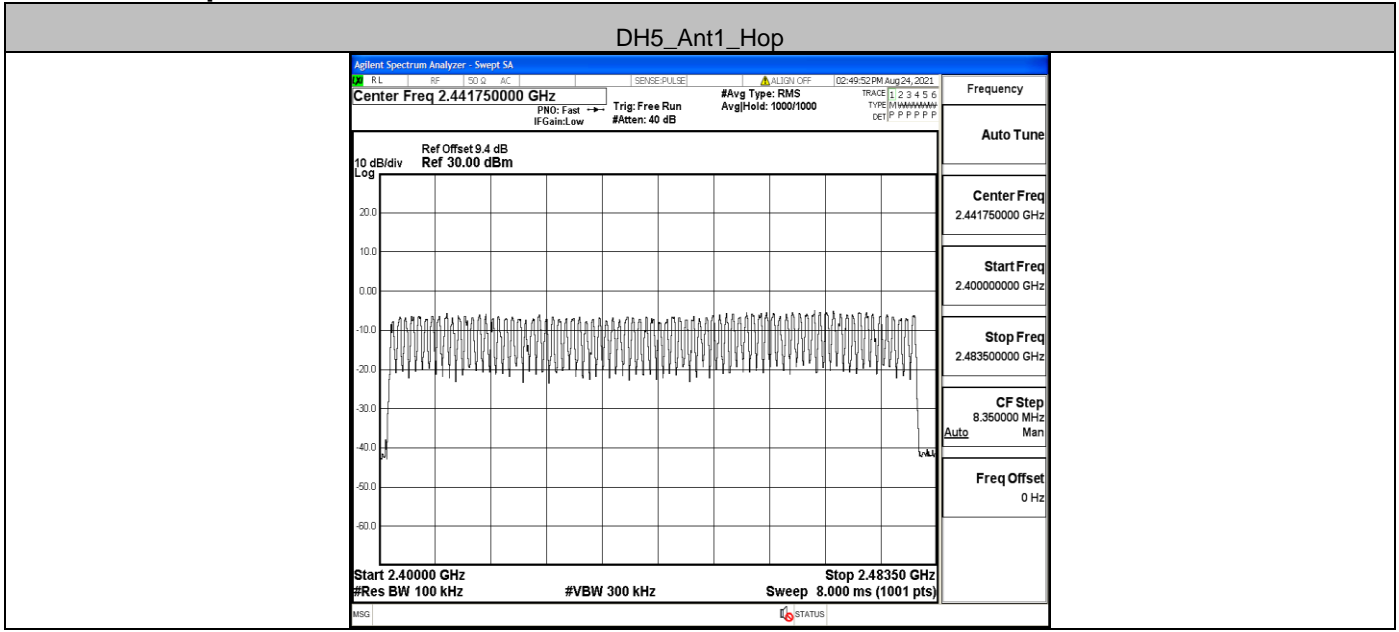 DH5_Ant1_Hop
Agilent Spectrum Analyzer - Swept SA
RL RF 50 Ω AC SENSE:PULSE ALIGN OFF 02:49:52 PM Aug 24, 2021
Center Freq 2.441750000 GHz
PNO: Fast
IFGain:Low
Trig: Free Run
#Atten: 40 dB
#Avg Type: RMS
Avg|Hold: 1000/1000
TRACE 1 2 3 4 5 6
TYPE M
DET P P P P P P
Ref Offset 9.4 dB
10 dB/div Ref 30.00 dBm
Log
20.0
10.0
0.00
-10.0
-20.0
-30.0
-40.0
-50.0
-60.0
Start 2.40000 GHz Stop 2.48350 GHz
#Res BW 100 kHz #VBW 300 kHz Sweep 8.000 ms (1001 pts)
MSG STATUS
Frequency
Auto Tune
Center Freq
2.441750000 GHz
Start Freq
2.400000000 GHz
Stop Freq
2.483500000 GHz
CF Step
8.350000 MHz
Auto Man
Freq Offset
0 Hz